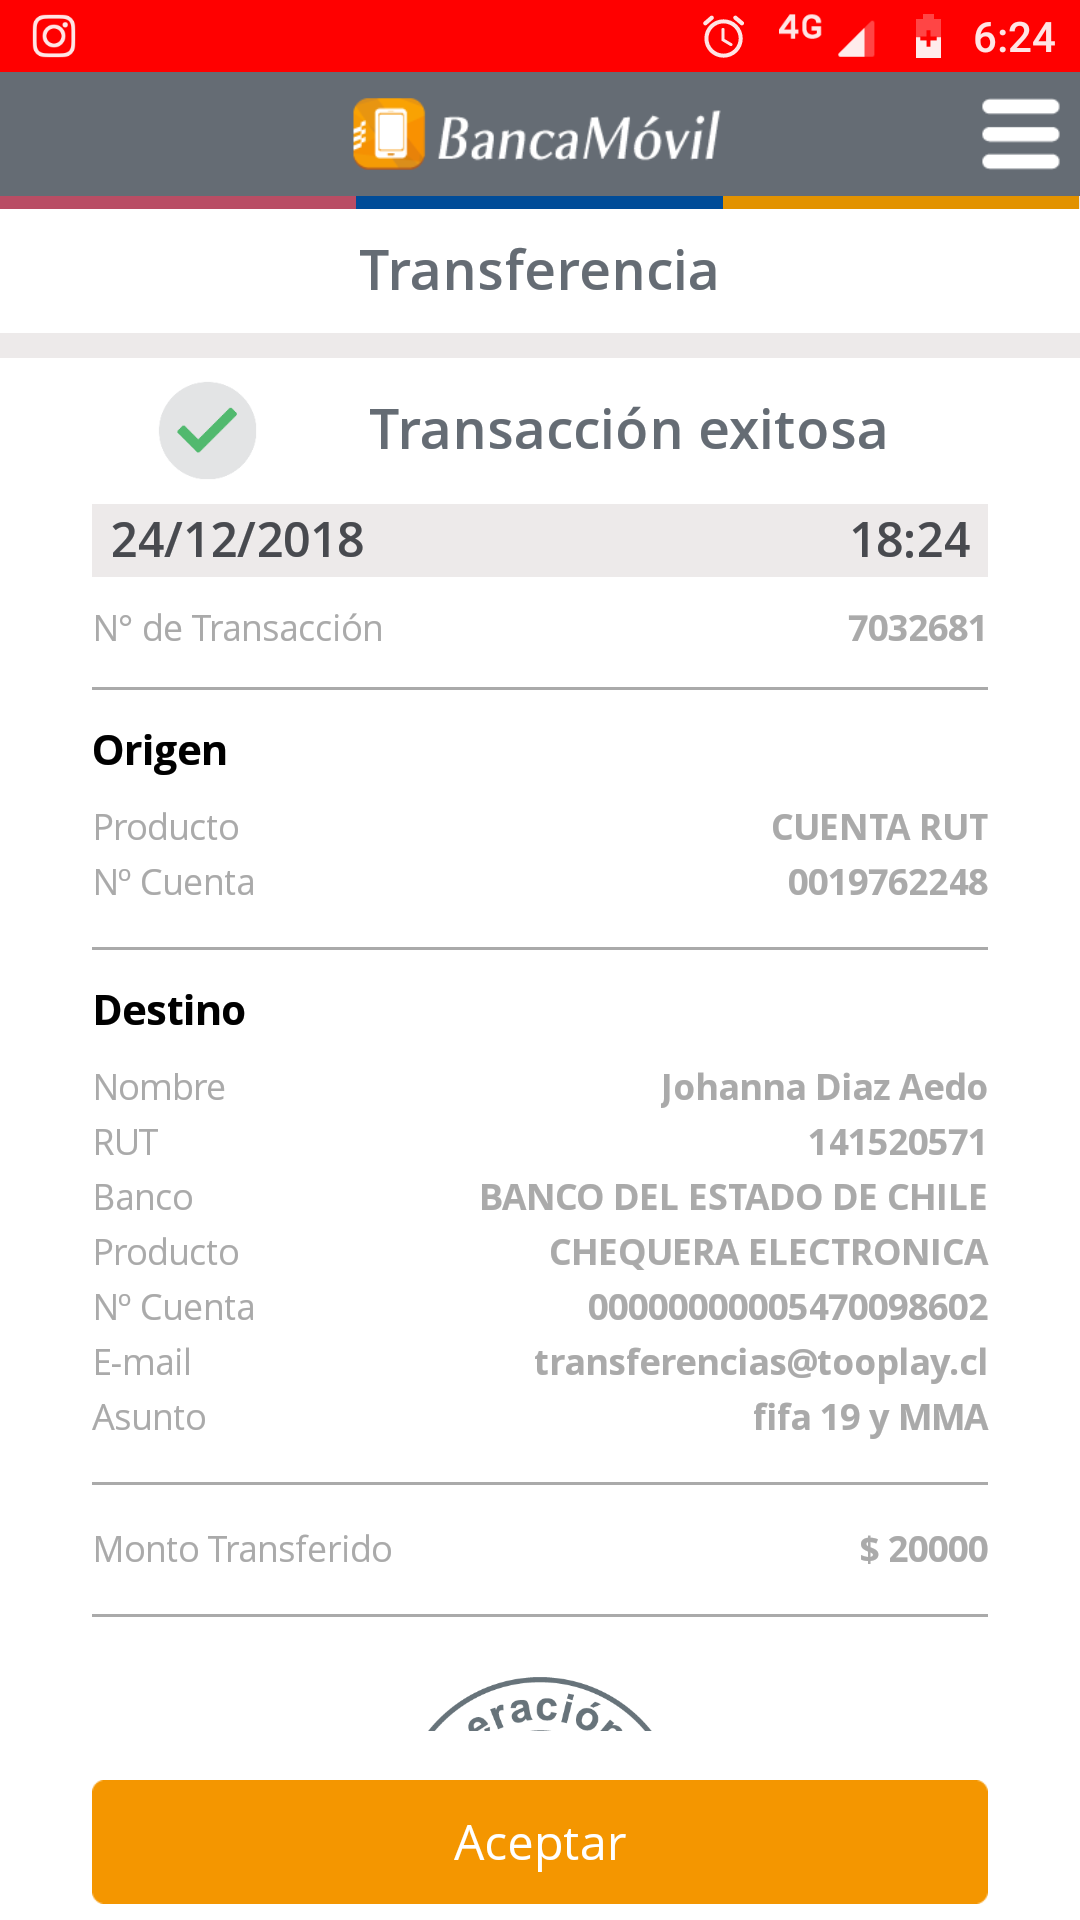 4G 6:24
BancaMóvil
Transferencia
Transacción exitosa
24/12/2018 18:24
N° de Transacción 7032681
Origen
Producto CUENTA RUT
Nº Cuenta 0019762248
Destino
Nombre Johanna Diaz Aedo
RUT 141520571
Banco BANCO DEL ESTADO DE CHILE
Producto CHEQUERA ELECTRONICA
Nº Cuenta 00000000005470098602
E-mail transferencias@tooplay.cl
Asunto fifa 19 y MMA
Monto Transferido $ 20000
eración
Aceptar